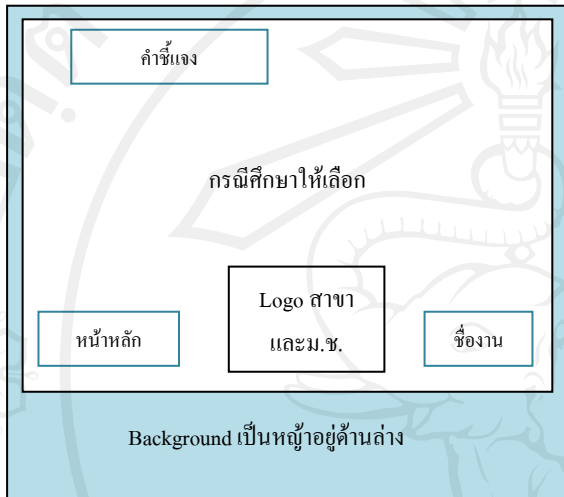 คำชี้แจง
กรณีศึกษาให้เลือก
Logo สาขา
และม.ช.
หน้าหลัก
ชื่องาน
Background เป็นหญ้าอยู่ด้านล่าง